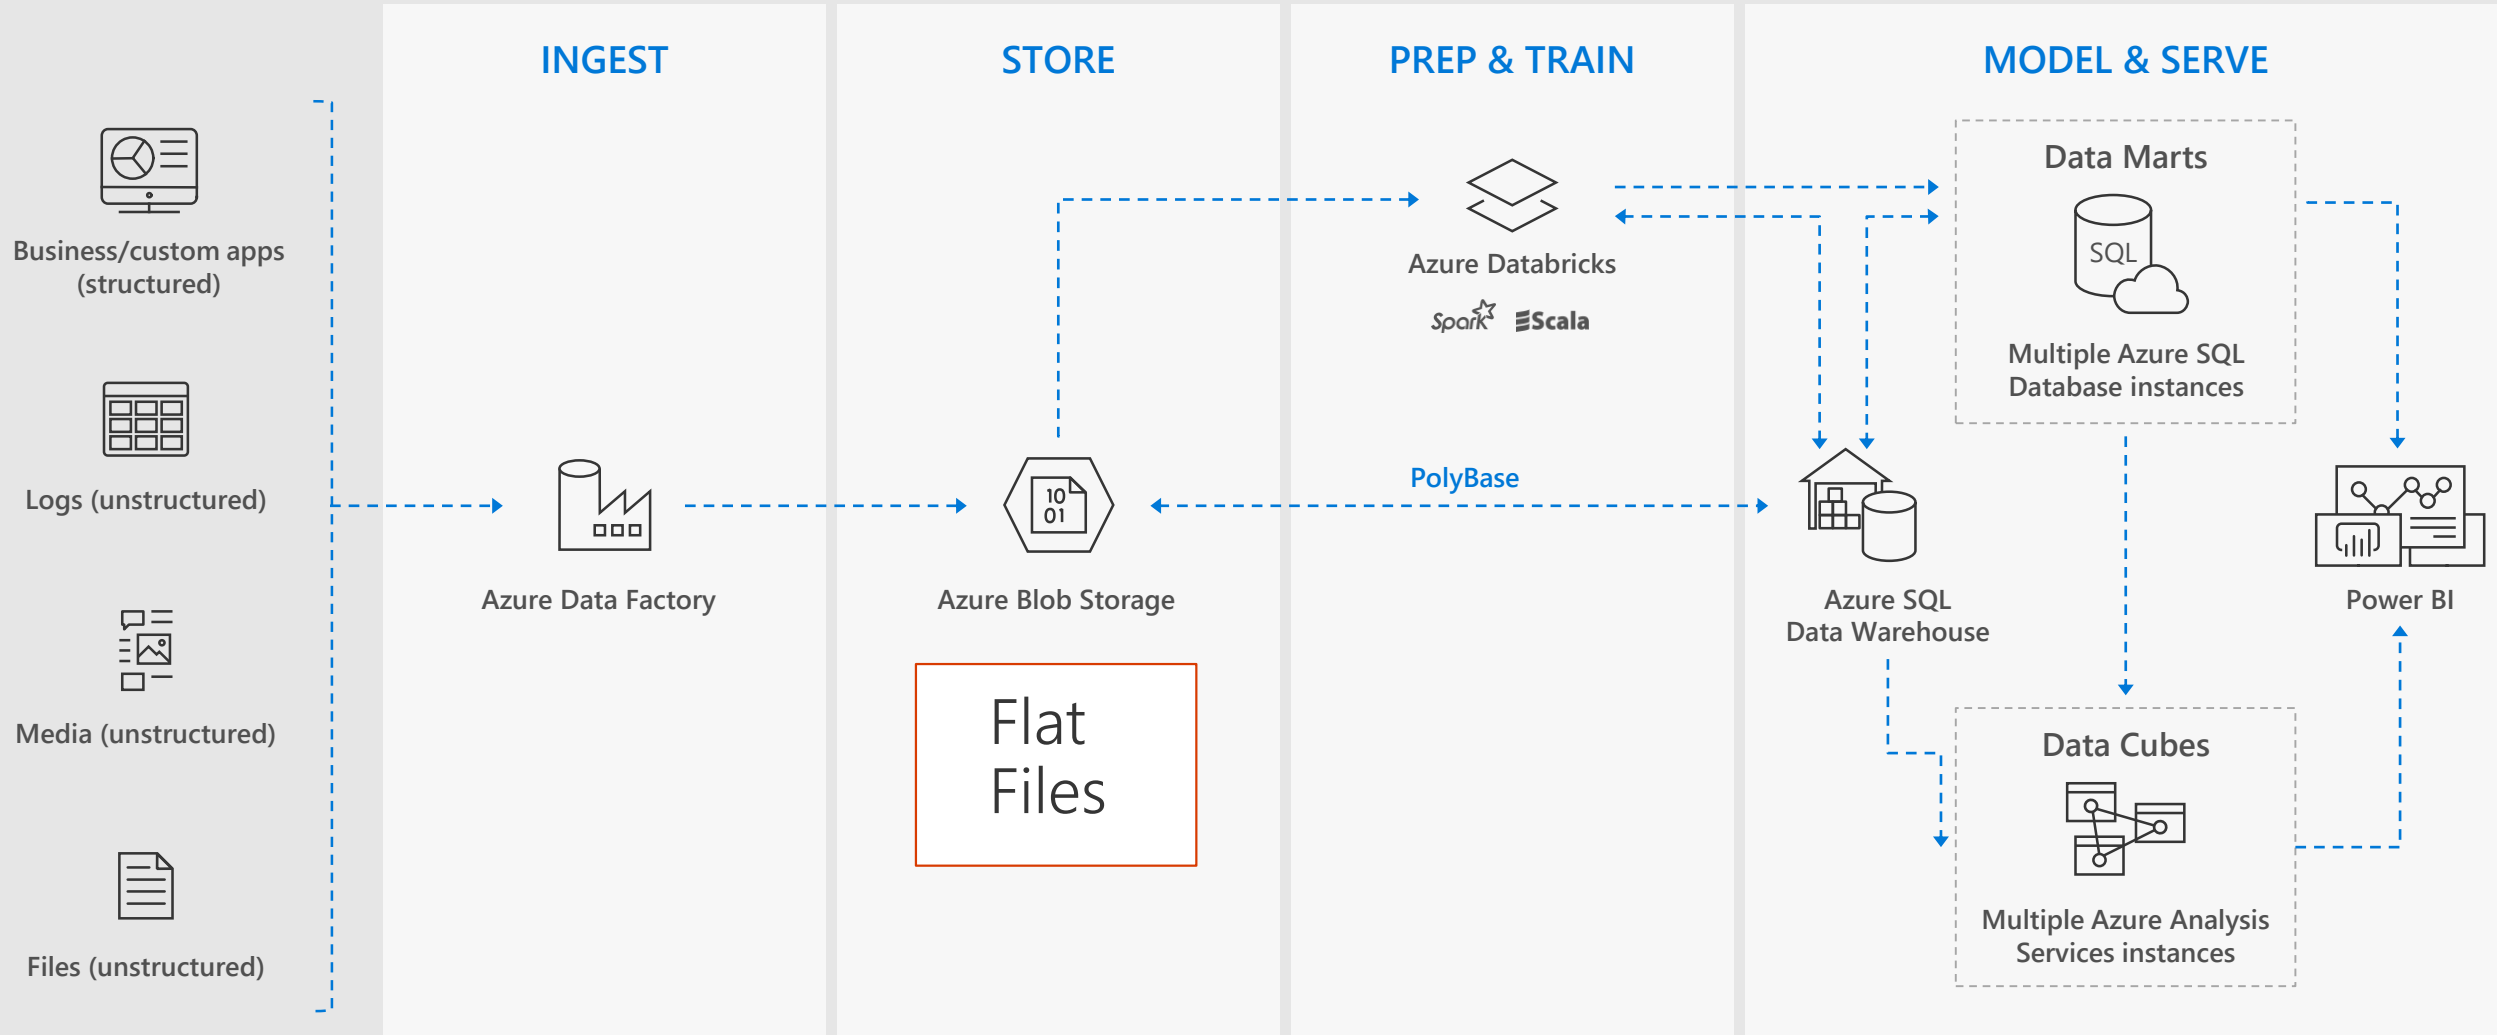 INGEST
STORE
PREP & TRAIN
MODEL & SERVE
Business/custom apps
(structured)
Logs (unstructured)
Media (unstructured)
Files (unstructured)
Azure Data Factory
10
01
Azure Blob Storage
Flat
Files
Azure Databricks
Spark
Scala
PolyBase
Data Marts
SQL
Multiple Azure SQL
Database instances
Azure SQL
Data Warehouse
Data Cubes
Multiple Azure Analysis
Services instances
Power BI